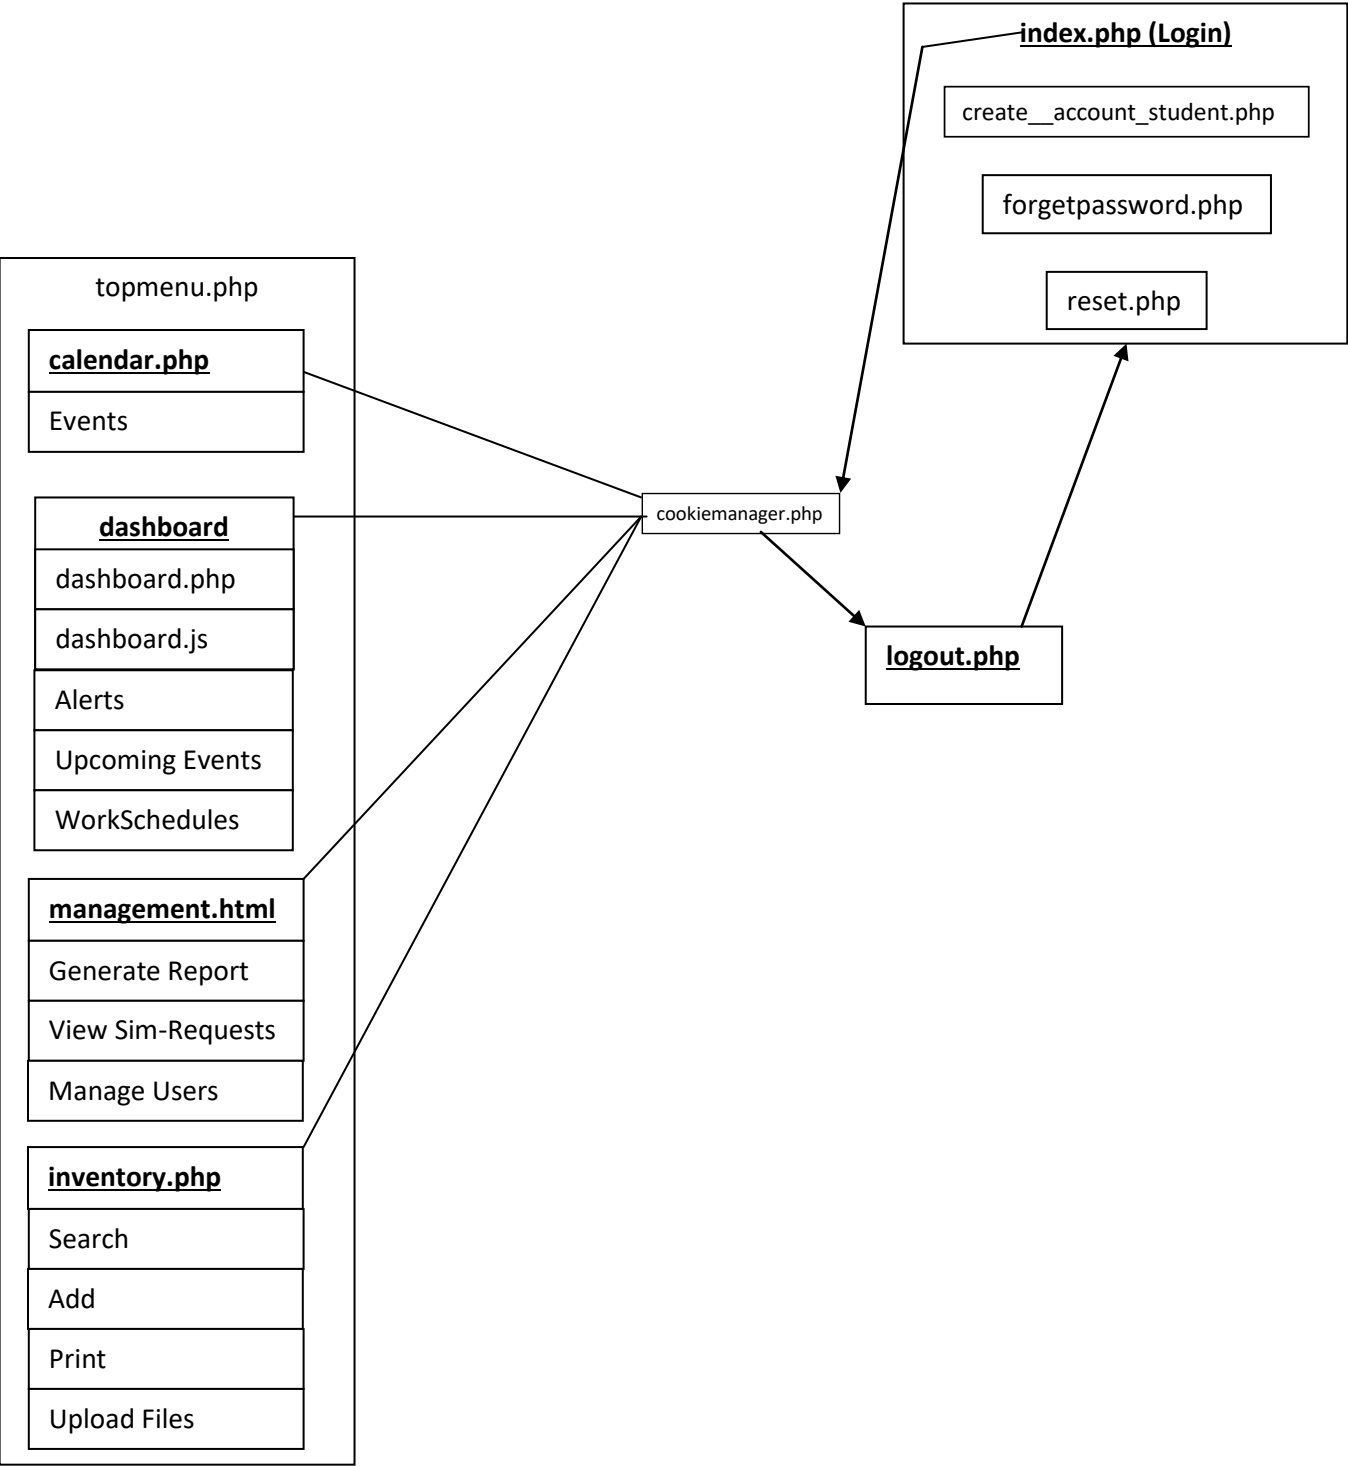 index.php (Login)
create__account_student.php
forgetpassword.php
reset.php
topmenu.php
calendar.php
Events
dashboard
dashboard.php
dashboard.js
Alerts
Upcoming Events
WorkSchedules
management.html
Generate Report
View Sim-Requests
Manage Users
inventory.php
Search
Add
Print
Upload Files
cookiemanager.php
logout.php